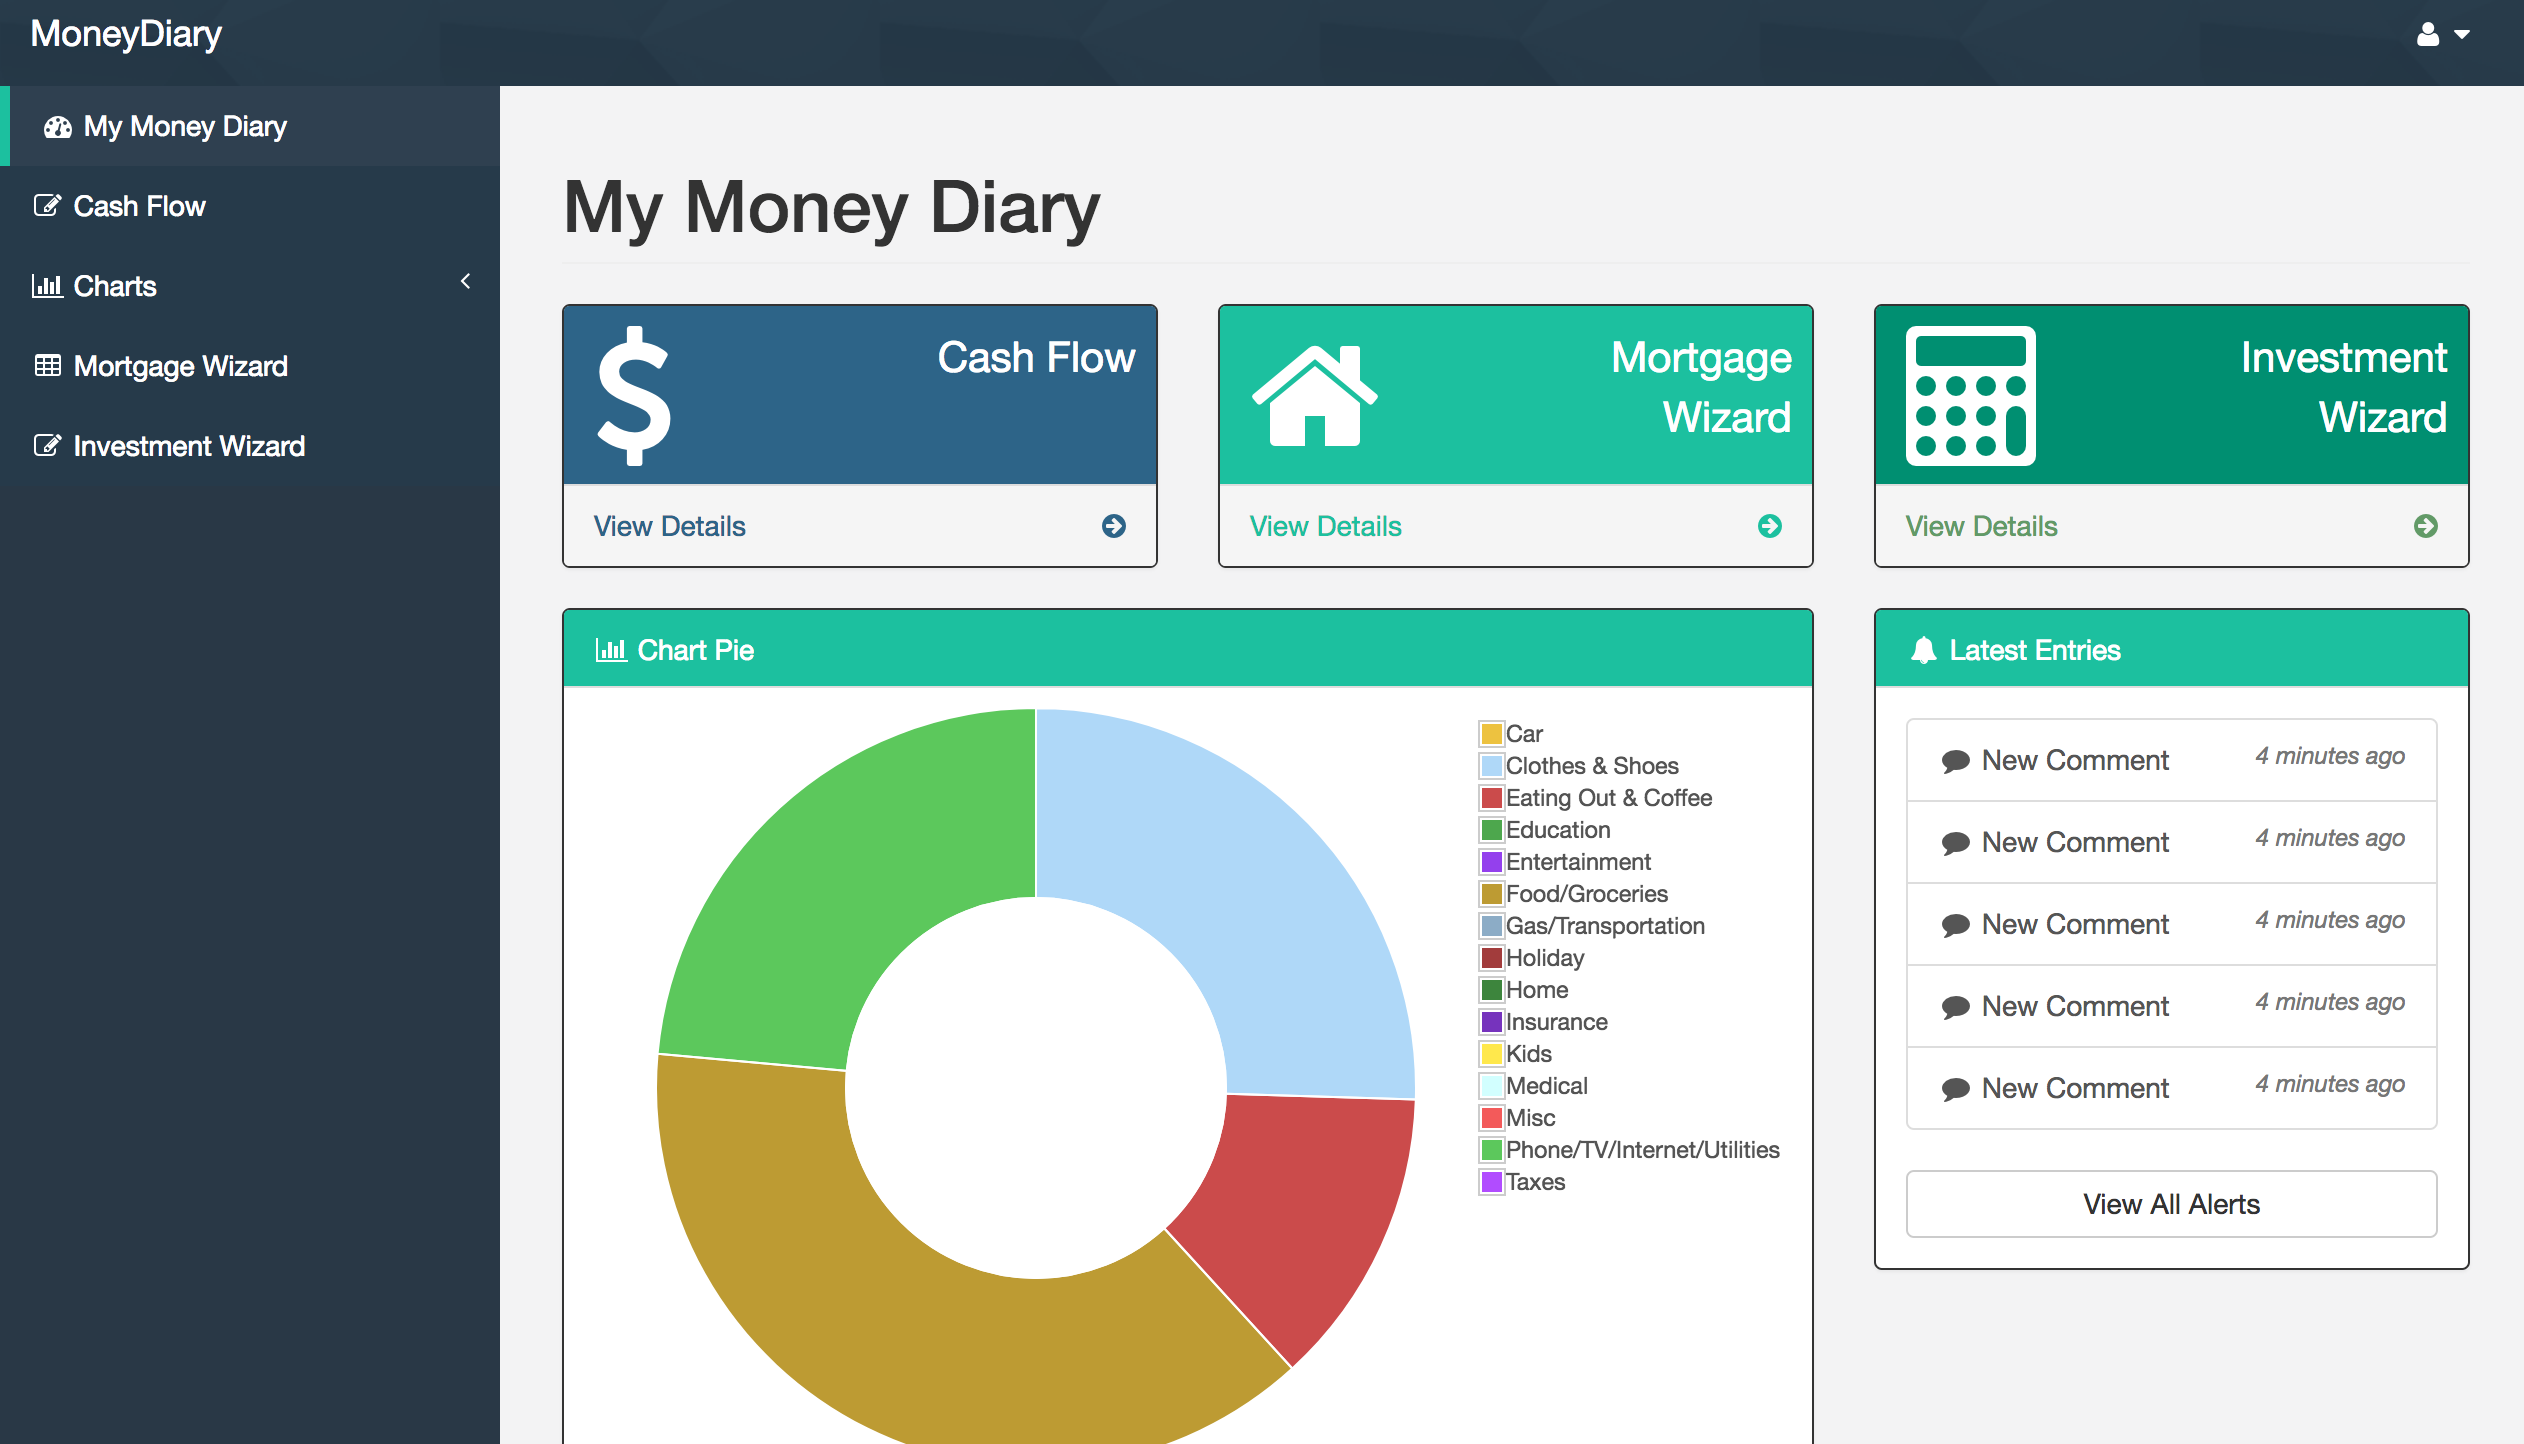 MoneyDiary
My Money Diary
Cash Flow
Charts
Mortgage Wizard
Investment Wizard
My Money Diary
Cash Flow
View Details
Mortgage
Wizard
View Details
Investment
Wizard
View Details
Chart Pie
Car
Clothes & Shoes
Eating Out & Coffee
Education
Entertainment
Food/Groceries
Gas/Transportation
Holiday
Home
Insurance
Kids
Medical
Misc
Phone/TV/Internet/Utilities
Taxes
Latest Entries
New Comment 4 minutes ago
New Comment 4 minutes ago
New Comment 4 minutes ago
New Comment 4 minutes ago
New Comment 4 minutes ago
View All Alerts